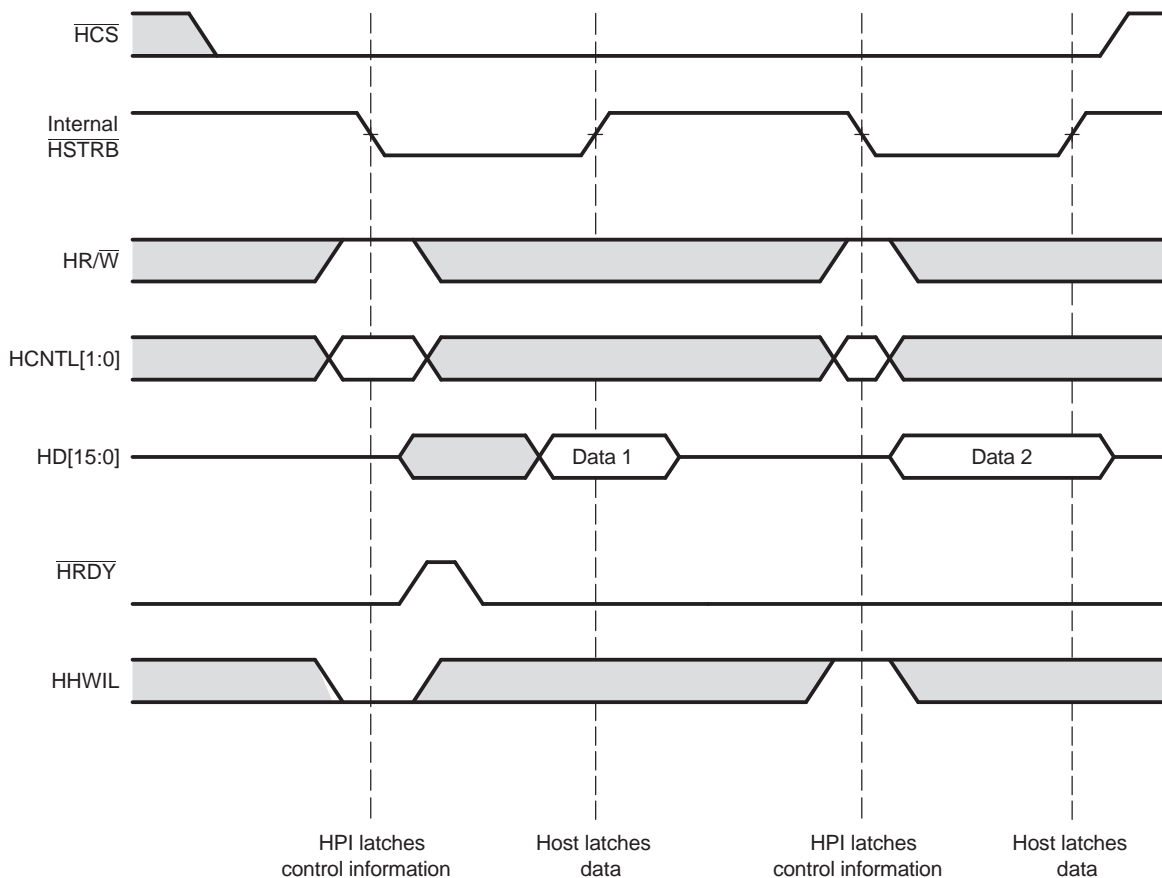 HCS
Internal
HSTRB
HR/W
HCNTL[1:0]
HD[15:0]
Data 1
Data 2
HRDY
HHWIL
HPI latches
control information
Host latches
data
HPI latches
control information
Host latches
data